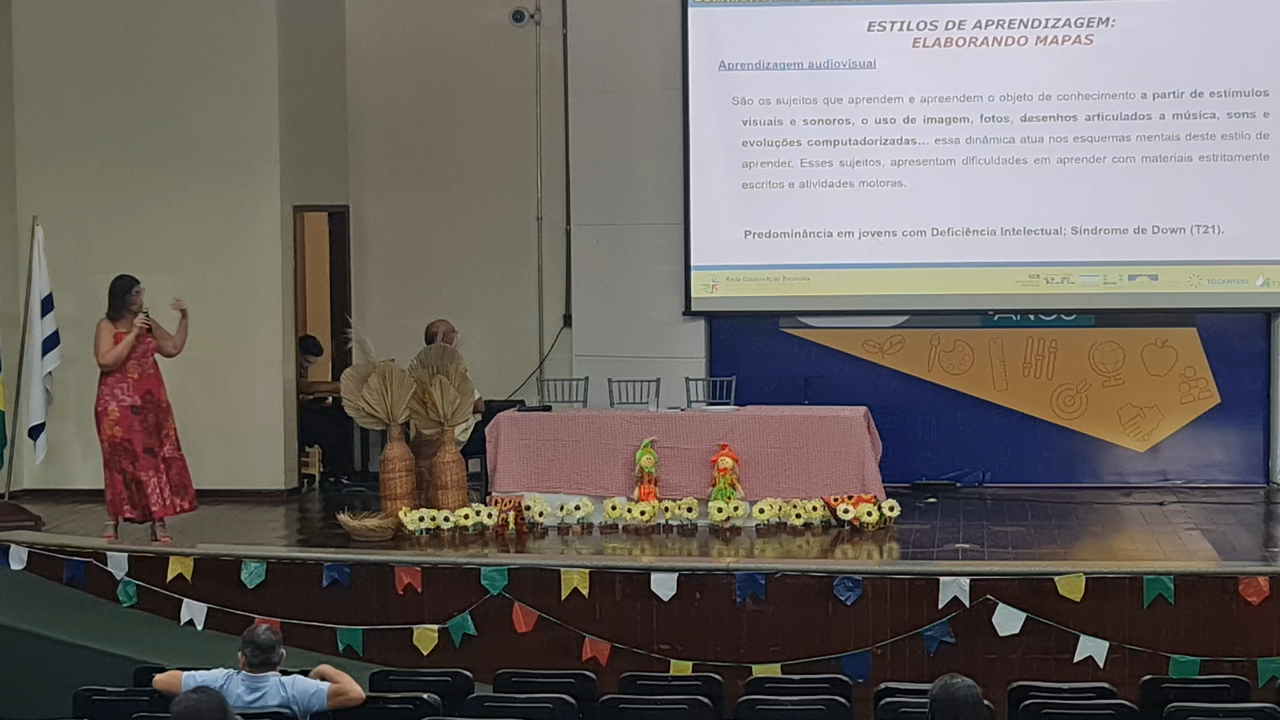 ESTILOS DE APRENDIZAGEM:
ELABORANDO MAPAS
Aprendizagem audiovisual
São os sujeitos que aprendem e apreendem o objeto de conhecimento a partir de estímulos
visuais e sonoros, o uso de imagem, fotos, desenhos articulados a música, sons e
evoluções computadorizadas... essa dinâmica atua nos esquemas mentais deste estilo de
aprender. Esses sujeitos, apresentam dificuldades em aprender com materiais estritamente
escritos e atividades motoras.
Predominância em jovens com Deficiência Intelectual; Síndrome de Down (T21).
TOCANTINS